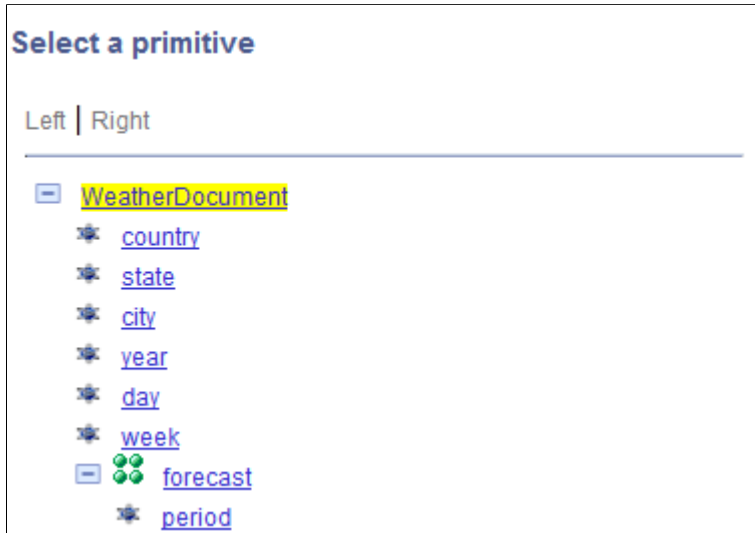 Select a primitive
Left | Right
WeatherDocument
country
state
city
year
day
week
forecast
period